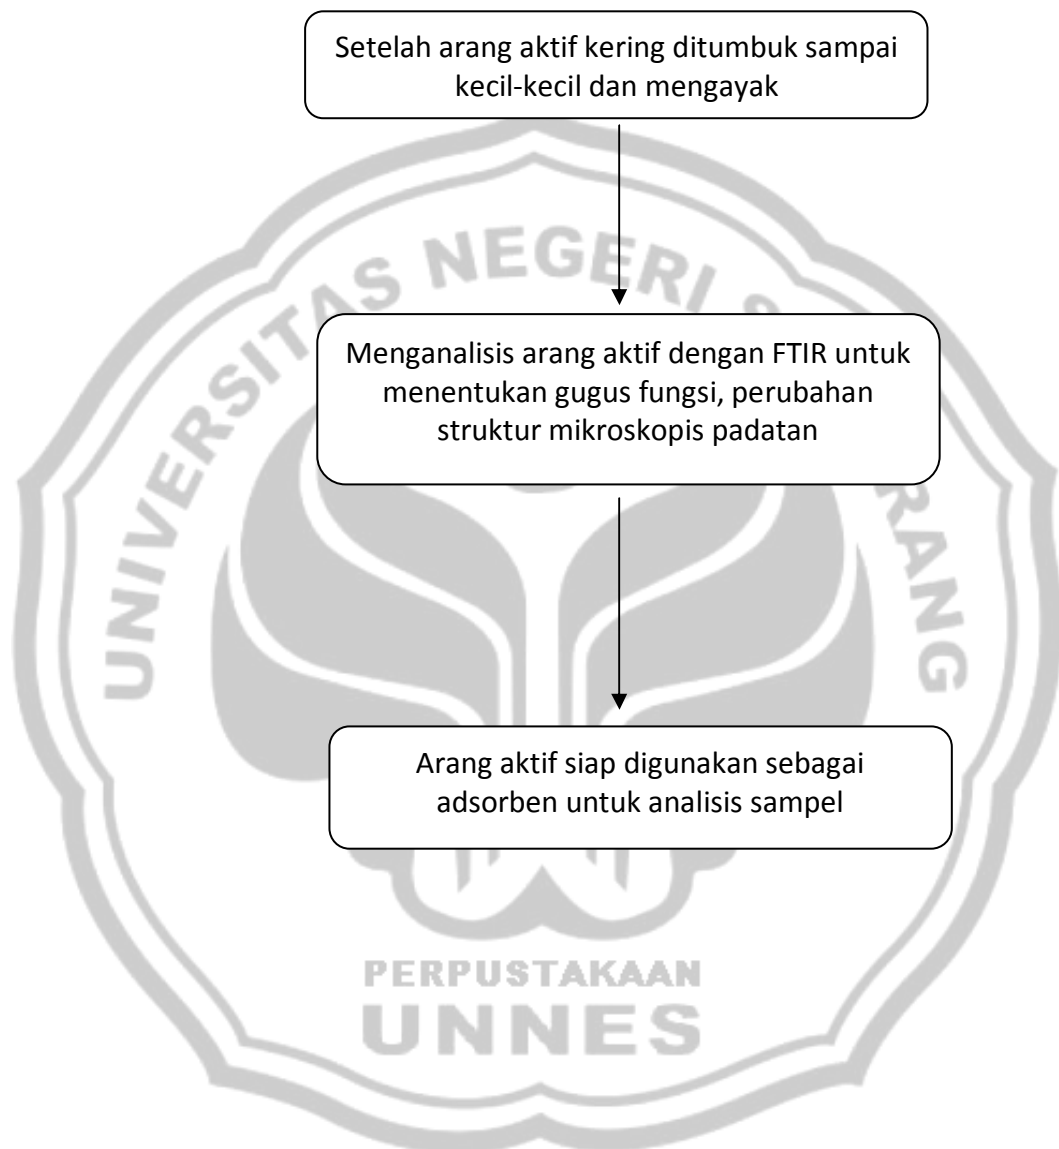 Setelah arang aktif kering ditumbuk sampai
kecil-kecil dan mengayak
UNIVERSITAS NEGERI S RANG
Menganalisis arang aktif dengan FTIR untuk
menentukan gugus fungsi, perubahan
struktur mikroskopis padatan
Arang aktif siap digunakan sebagai
adsorben untuk analisis sampel
PERPUSTAKAAN
UNNES